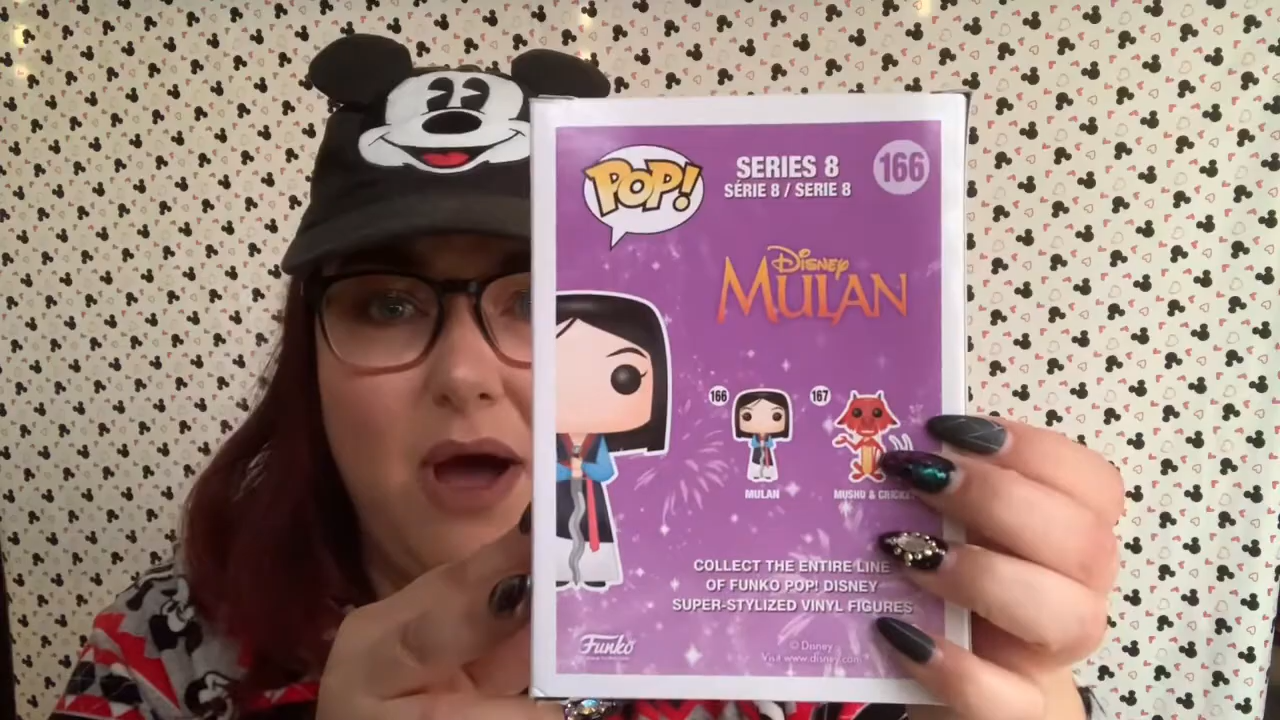 POP!
SERIES 8
SÉRIE 8 / SERIE 8
166
Disney
MULAN
166
167
MULAN
MUSHU & CRICKET
COLLECT THE ENTIRE LINE
OF FUNKO POP! DISNEY
SUPER-STYLIZED VINYL FIGURES
Funko
© Disney
Visit www.disney.com